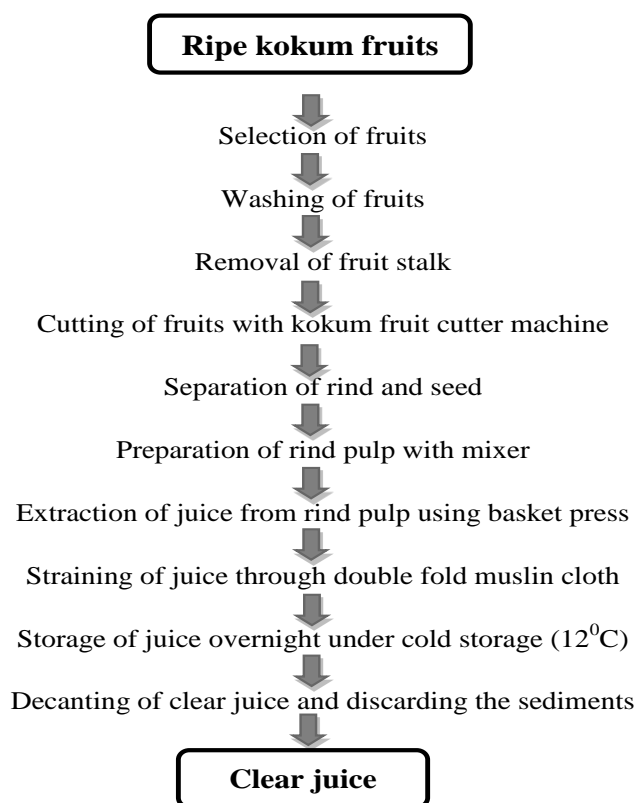 Ripe kokum fruits
Selection of fruits
Washing of fruits
Removal of fruit stalk
Cutting of fruits with kokum fruit cutter machine
Separation of rind and seed
Preparation of rind pulp with mixer
Extraction of juice from rind pulp using basket press
Straining of juice through double fold muslin cloth
Storage of juice overnight under cold storage (12⁰C)
Decanting of clear juice and discarding the sediments
Clear juice